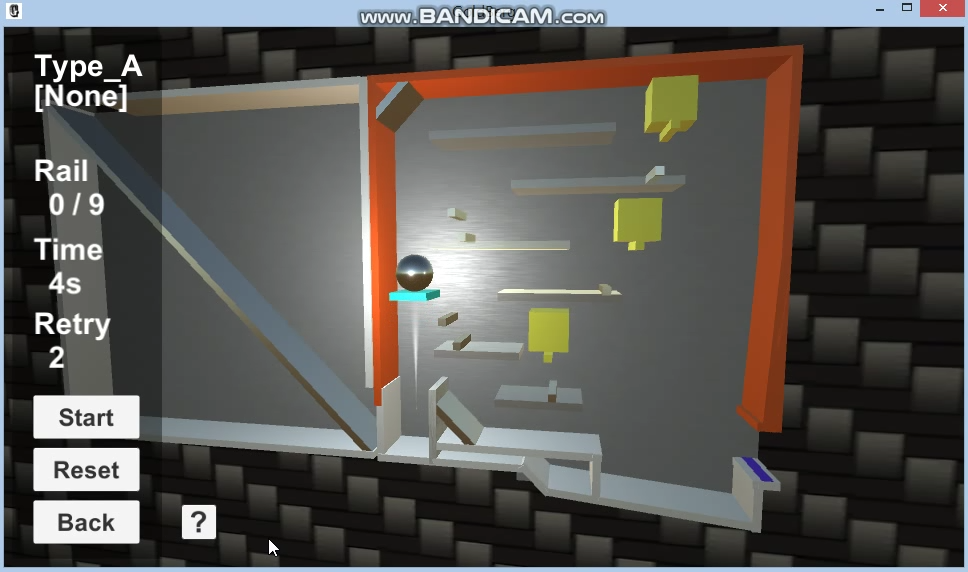 www.BANDICAM.com
Type_A
[None]
Rail
0 / 9
Time
4s
Retry
2
Start
Reset
Back
?